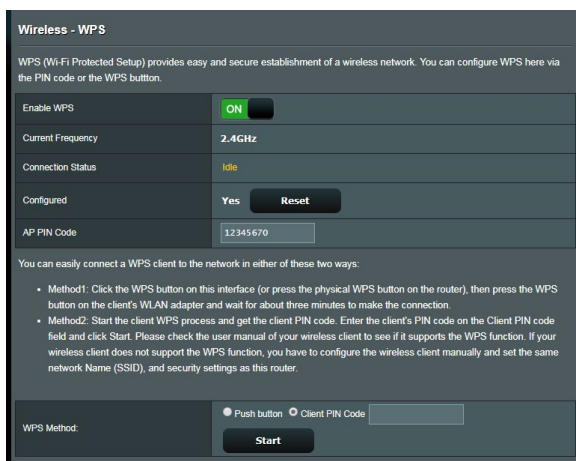 Wireless - WPS
WPS (Wi-Fi Protected Setup) provides easy and secure establishment of a wireless network. You can configure WPS here via
the PIN code or the WPS buttton.
Enable WPS ON
Current Frequency 2.4GHz
Connection Status Idle
Configured Yes Reset
AP PIN Code 12345670
You can easily connect a WPS client to the network in either of these two ways:
• Method1: Click the WPS button on this interface (or press the physical WPS button on the router), then press the WPS
button on the client's WLAN adapter and wait for about three minutes to make the connection.
• Method2: Start the client WPS process and get the client PIN code. Enter the client's PIN code on the Client PIN code
field and click Start. Please check the user manual of your wireless client to see if it supports the WPS function. If your
wireless client does not support the WPS function, you have to configure the wireless client manually and set the same
network Name (SSID), and security settings as this router.
WPS Method: Push button Client PIN Code
Start